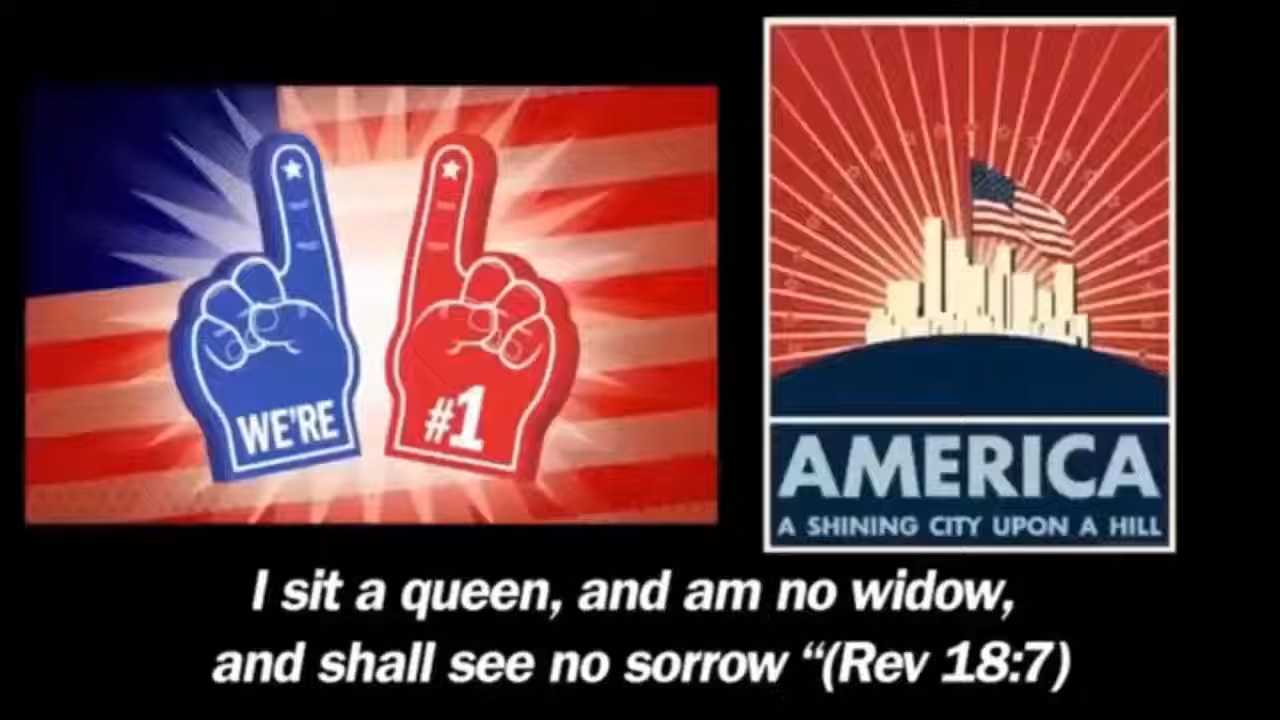 WE'RE
#1
AMERICA
A SHINING CITY UPON A HILL
I sit a queen, and am no widow,
and shall see no sorrow “(Rev 18:7)